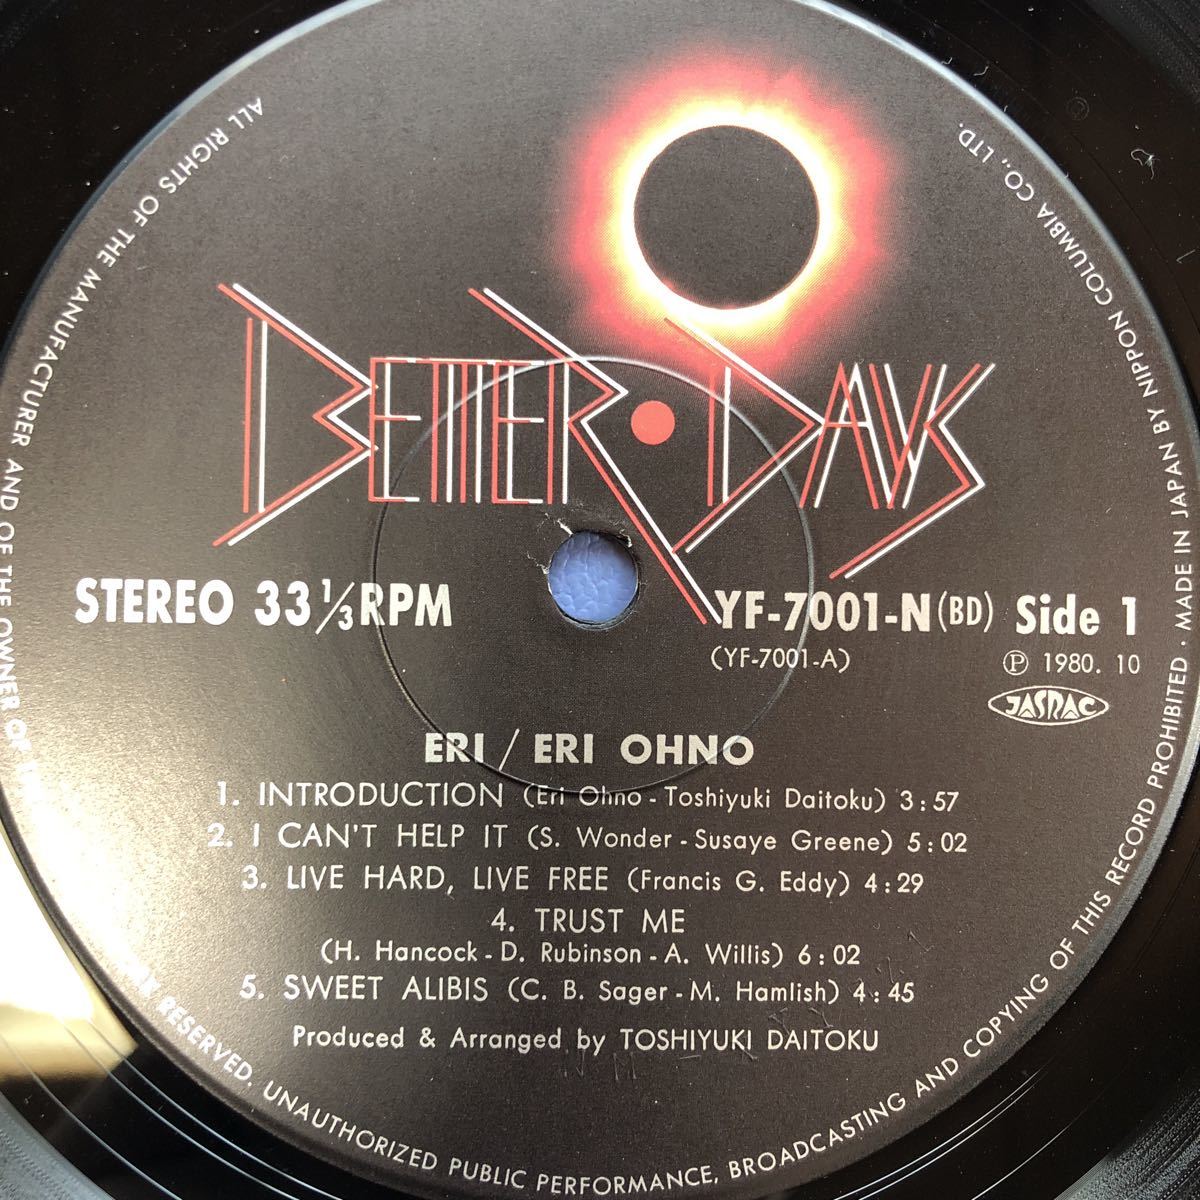 BETTER DAYS
STEREO 33 1/3 RPM
YF-7001-N (BD) Side 1
(YF-7001-A)
Ⓟ 1980. 10
JASRAC
ERI / ERI OHNO
1. INTRODUCTION (Eri Ohno - Toshiyuki Daitoku) 3:57
2. I CAN'T HELP IT (S. Wonder - Susaye Greene) 5:02
3. LIVE HARD, LIVE FREE (Francis G. Eddy) 4:29
4. TRUST ME
(H. Hancock - D. Rubinson - A. Willis) 6:02
5. SWEET ALIBIS (C. B. Sager - M. Hamlish) 4:45
Produced & Arranged by TOSHIYUKI DAITOKU
ALL RIGHTS OF THE MANUFACTURER AND OF THE OWNER OF RESERVED. UNAUTHORIZED PUBLIC PERFORMANCE, BROADCASTING AND COPYING OF THIS RECORD PROHIBITED · MADE IN JAPAN BY NIPPON COLUMBIA CO., LTD.